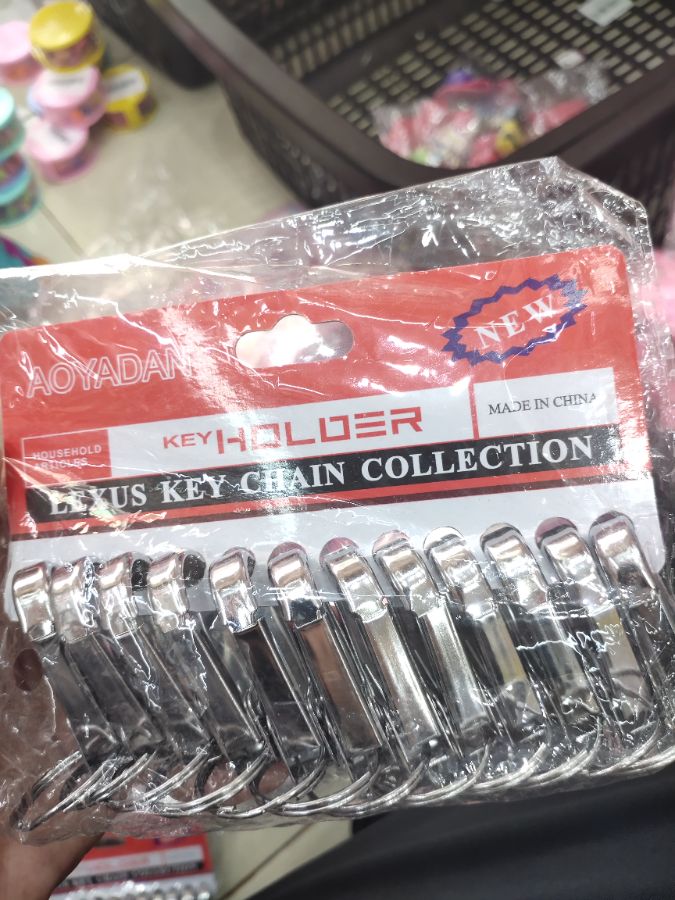 AOYADAN
NEW
HOUSEHOLD
ARTICLES
KEY HOLDER
MADE IN CHINA
LEXUS KEY CHAIN COLLECTION